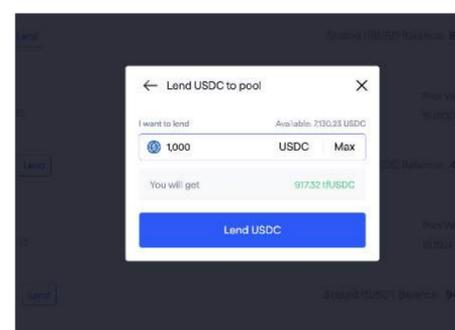 Lend
← Lend USDC to pool
I want to lend
Available: 7,130.23 USDC
1,000
USDC
Max
You will get
917.32 tfUSDC
Lend USDC
Lend
Lend